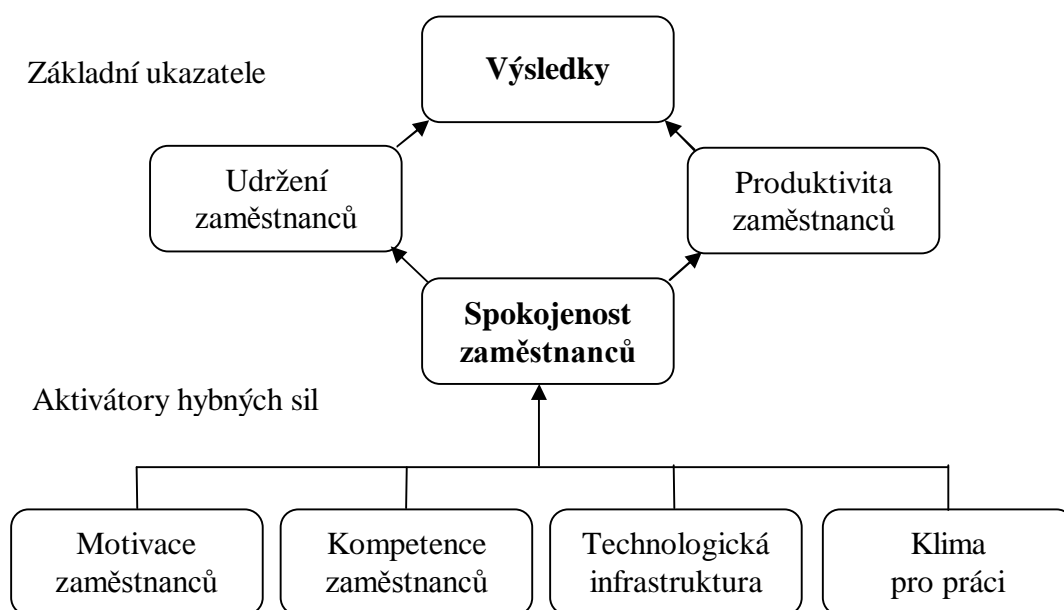 Základní ukazatele
Výsledky
Udržení
zaměstnanců
Produktivita
zaměstnanců
Spokojenost
zaměstnanců
Aktivátory hybných sil
Motivace
zaměstnanců
Kompetence
zaměstnanců
Technologická
infrastruktura
Klima
pro práci